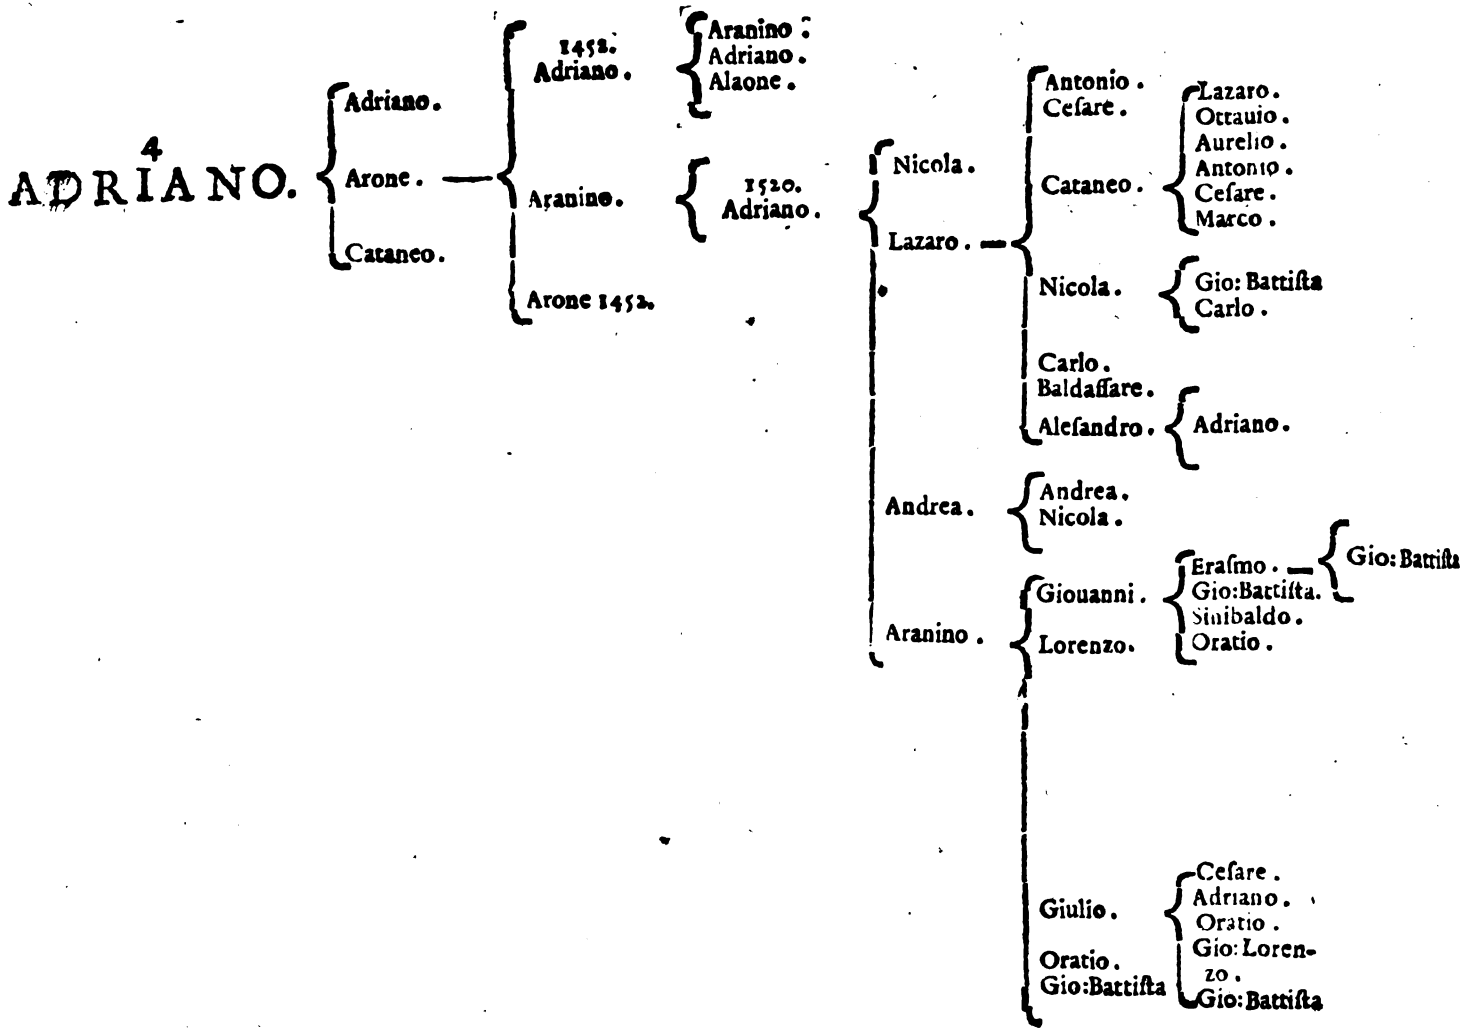 4
ADRIANO.
Adriano.
Arone.
Cataneo.
1452.
Adriano.
Aranino.
Arone 1452.
Aranino.
Adriano.
Alaone.
1520.
Adriano.
Nicola.
Lazaro.
Andrea.
Aranino.
Antonio.
Ceſare.
Cataneo.
Nicola.
Carlo.
Baldaſſare.
Aleſandro.
Lazaro.
Ottauio.
Aurelio.
Antonio.
Ceſare.
Marco.
Gio: Battiſta
Carlo.
Adriano.
Andrea.
Nicola.
Giouanni.
Lorenzo.
Giulio.
Oratio.
Gio:Battiſta
Eraſmo.
Gio:Battiſta.
Sinibaldo.
Oratio.
Gio:Battiſta
Ceſare.
Adriano.
Oratio.
Gio:Loren-
zo.
Gio:Battiſta